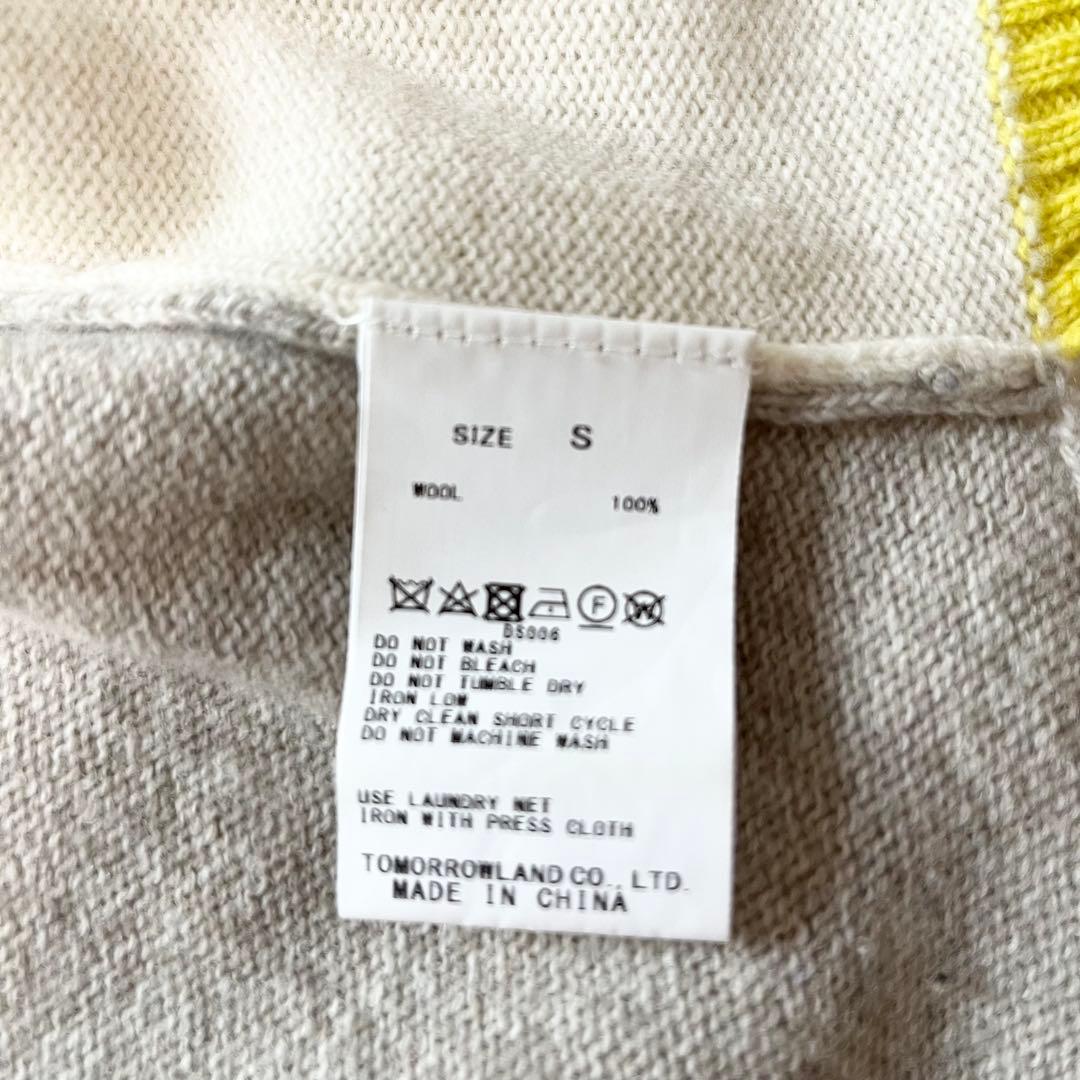 SIZE S
WOOL 100%
F W
DS006
DO NOT WASH
DO NOT BLEACH
DO NOT TUMBLE DRY
IRON LOW
DRY CLEAN SHORT CYCLE
DO NOT MACHINE WASH
USE LAUNDRY NET
IRON WITH PRESS CLOTH
TOMORROWLAND CO., LTD.
MADE IN CHINA